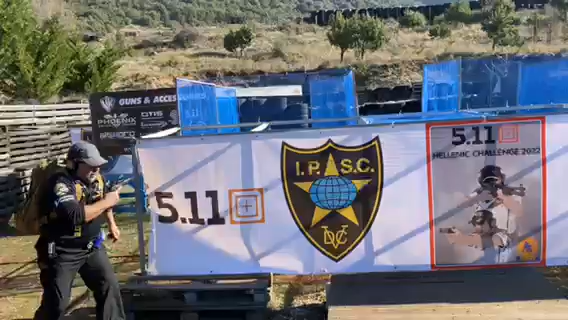 GUNS & ACCES
PHOENIX
5.11
I.P.S.C.
DVC
5.11
HELLENIC CHALLENGE 2022